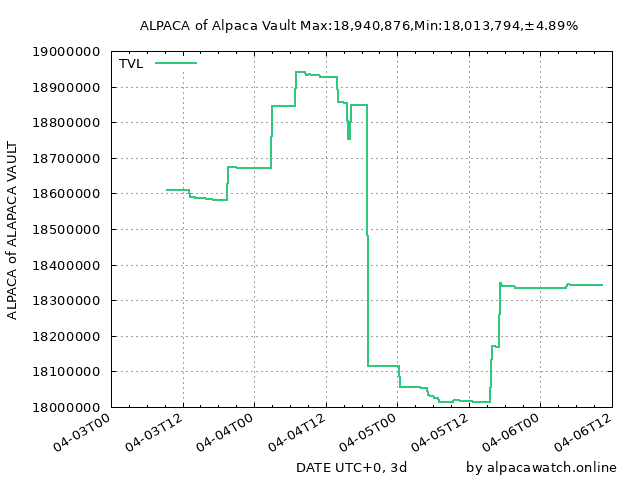 ALPACA of Alpaca Vault Max:18,940,876,Min:18,013,794,±4.89%
TVL
ALPACA of ALAPACA VAULT
19000000
18900000
18800000
18700000
18600000
18500000
18400000
18300000
18200000
18100000
18000000
04-03T00
04-03T12
04-04T00
04-04T12
04-05T00
04-05T12
04-06T00
04-06T12
DATE UTC+0, 3d
by alpacawatch.online